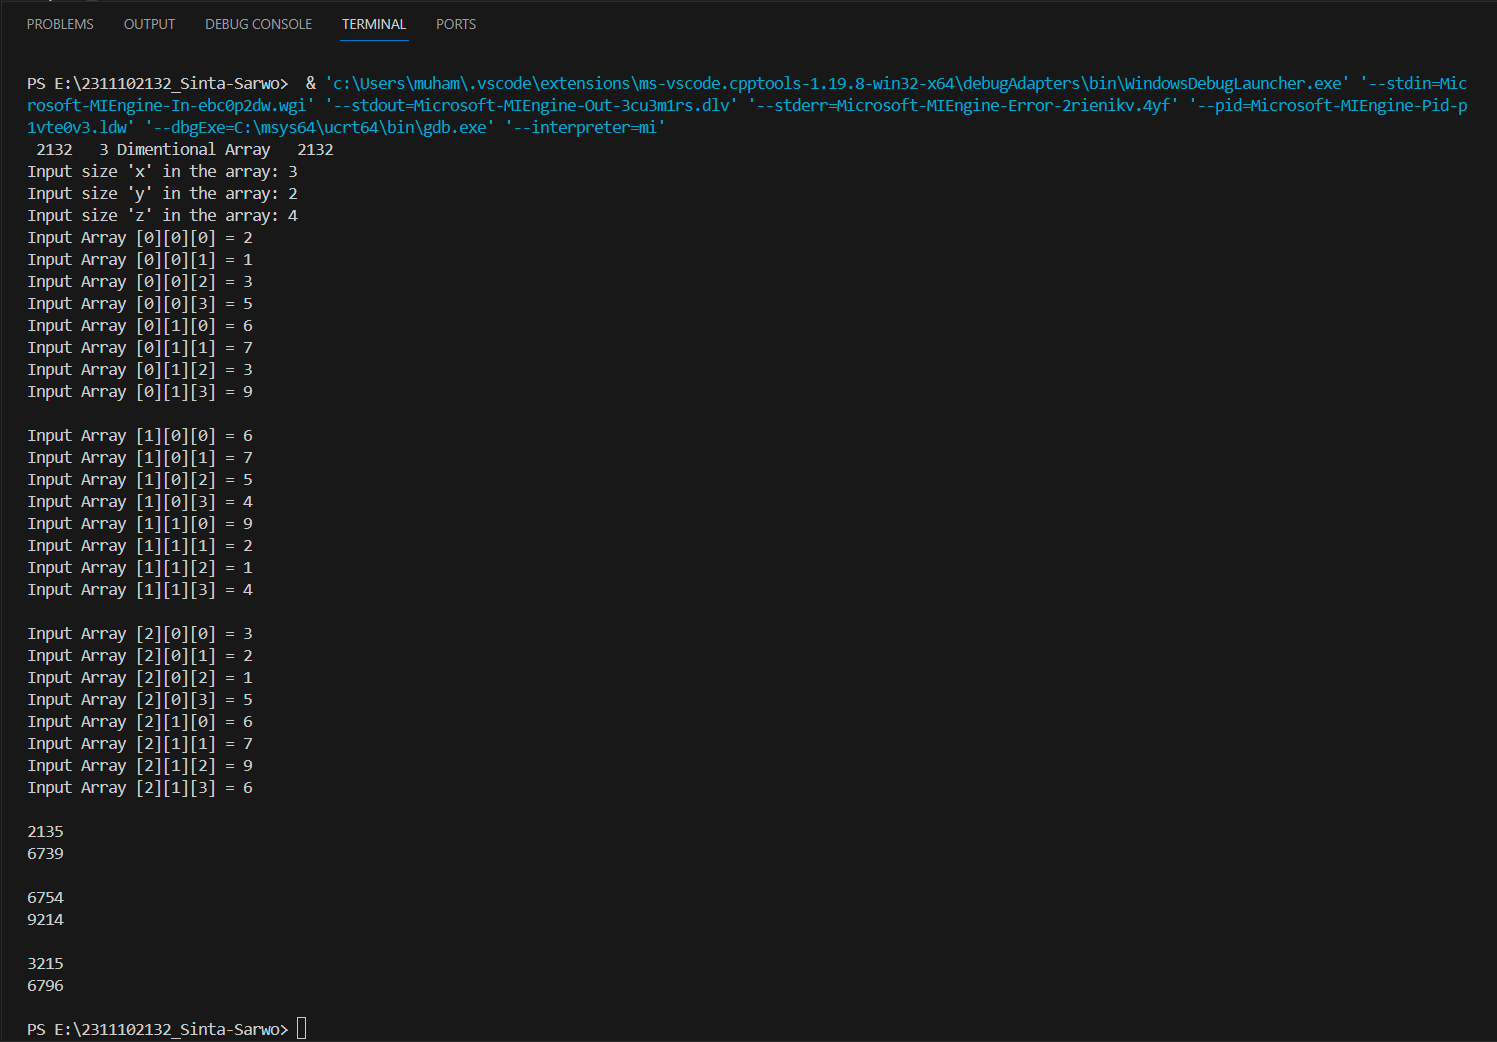 PROBLEMS OUTPUT DEBUG CONSOLE TERMINAL PORTS
PS E:\2311102132_Sinta-Sarwo>  & 'c:\Users\muham\.vscode\extensions\ms-vscode.cpptools-1.19.8-win32-x64\debugAdapters\bin\WindowsDebugLauncher.exe' '--stdin=Mic
rosoft-MIEngine-In-ebc0p2dw.wgi' '--stdout=Microsoft-MIEngine-Out-3cu3m1rs.dlv' '--stderr=Microsoft-MIEngine-Error-2rienikv.4yf' '--pid=Microsoft-MIEngine-Pid-p
1vte0v3.ldw' '--dbgExe=C:\msys64\ucrt64\bin\gdb.exe' '--interpreter=mi'
 2132   3 Dimentional Array   2132
Input size 'x' in the array: 3
Input size 'y' in the array: 2
Input size 'z' in the array: 4
Input Array [0][0][0] = 2
Input Array [0][0][1] = 1
Input Array [0][0][2] = 3
Input Array [0][0][3] = 5
Input Array [0][1][0] = 6
Input Array [0][1][1] = 7
Input Array [0][1][2] = 3
Input Array [0][1][3] = 9

Input Array [1][0][0] = 6
Input Array [1][0][1] = 7
Input Array [1][0][2] = 5
Input Array [1][0][3] = 4
Input Array [1][1][0] = 9
Input Array [1][1][1] = 2
Input Array [1][1][2] = 1
Input Array [1][1][3] = 4

Input Array [2][0][0] = 3
Input Array [2][0][1] = 2
Input Array [2][0][2] = 1
Input Array [2][0][3] = 5
Input Array [2][1][0] = 6
Input Array [2][1][1] = 7
Input Array [2][1][2] = 9
Input Array [2][1][3] = 6

2135
6739

6754
9214

3215
6796

PS E:\2311102132_Sinta-Sarwo>